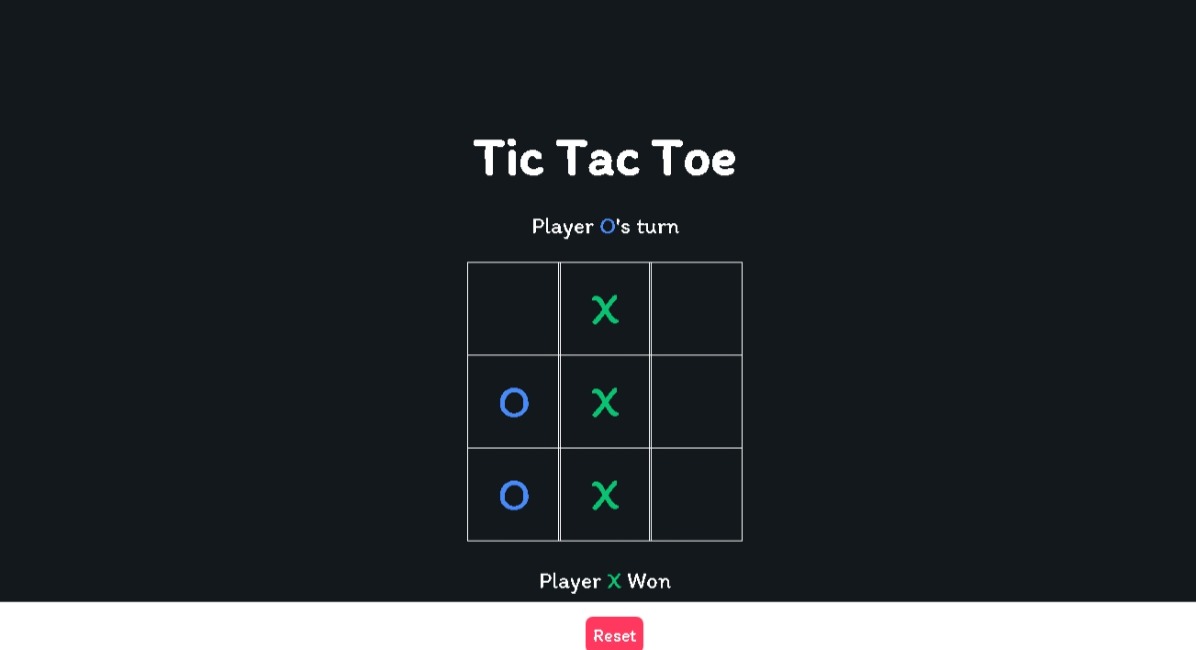 Tic Tac Toe
Player O's turn
X
O X
O X
Player X Won
Reset